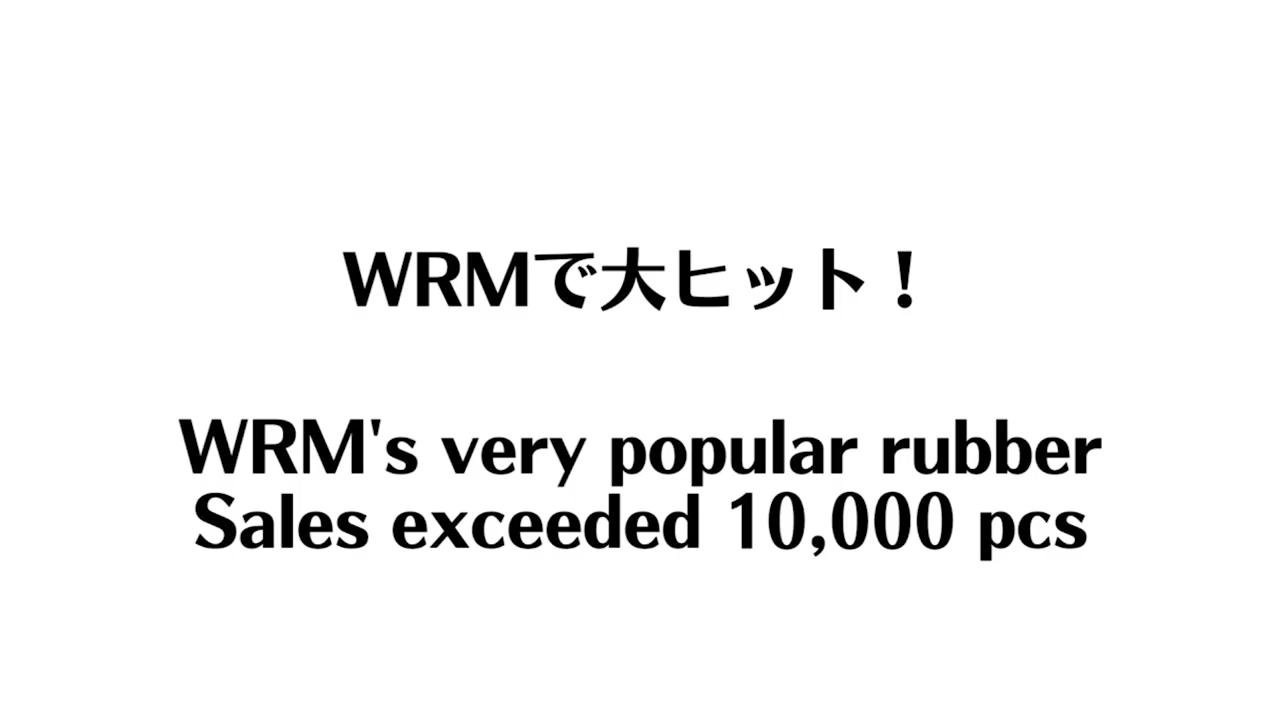 WRMで大ヒット！
WRM's very popular rubber
Sales exceeded 10,000 pcs